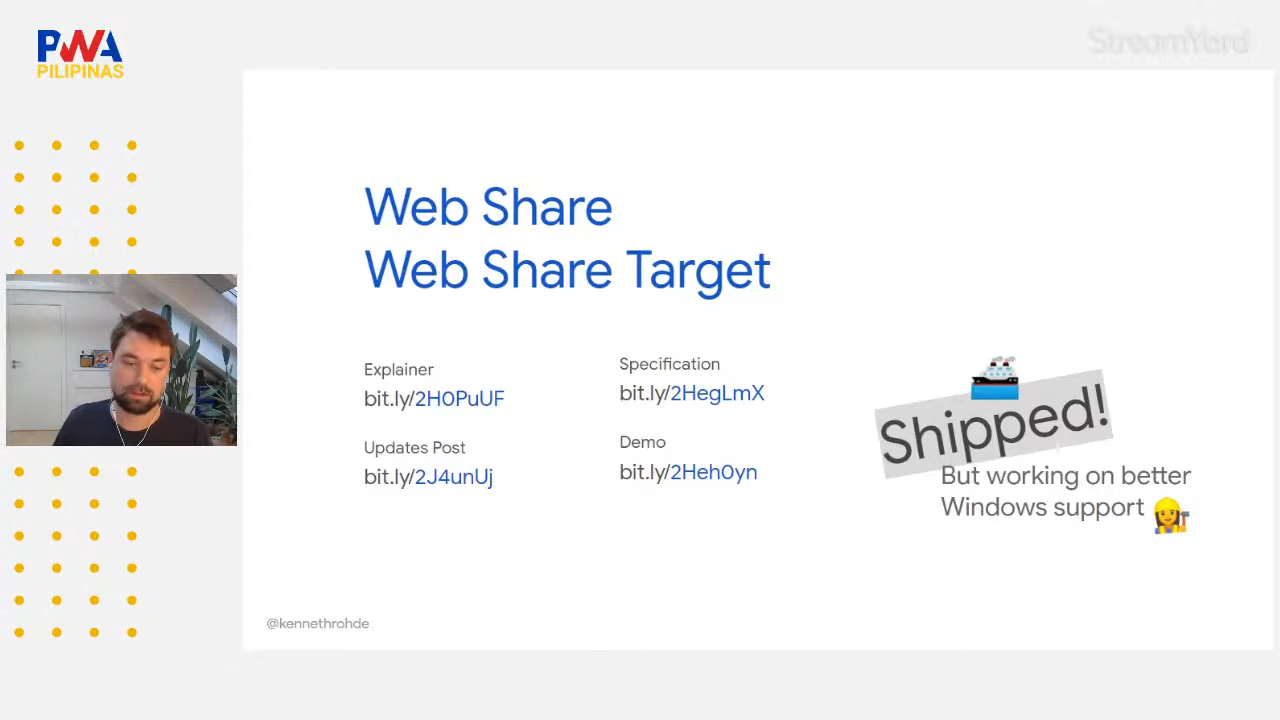 PWA
PILIPINAS
StreamYard
Web Share
Web Share Target
Explainer
bit.ly/2H0PuUF
Specification
bit.ly/2HegLmX
Updates Post
bit.ly/2J4unUj
Demo
bit.ly/2Heh0yn
Shipped!
But working on better
Windows support
@kennethrohde